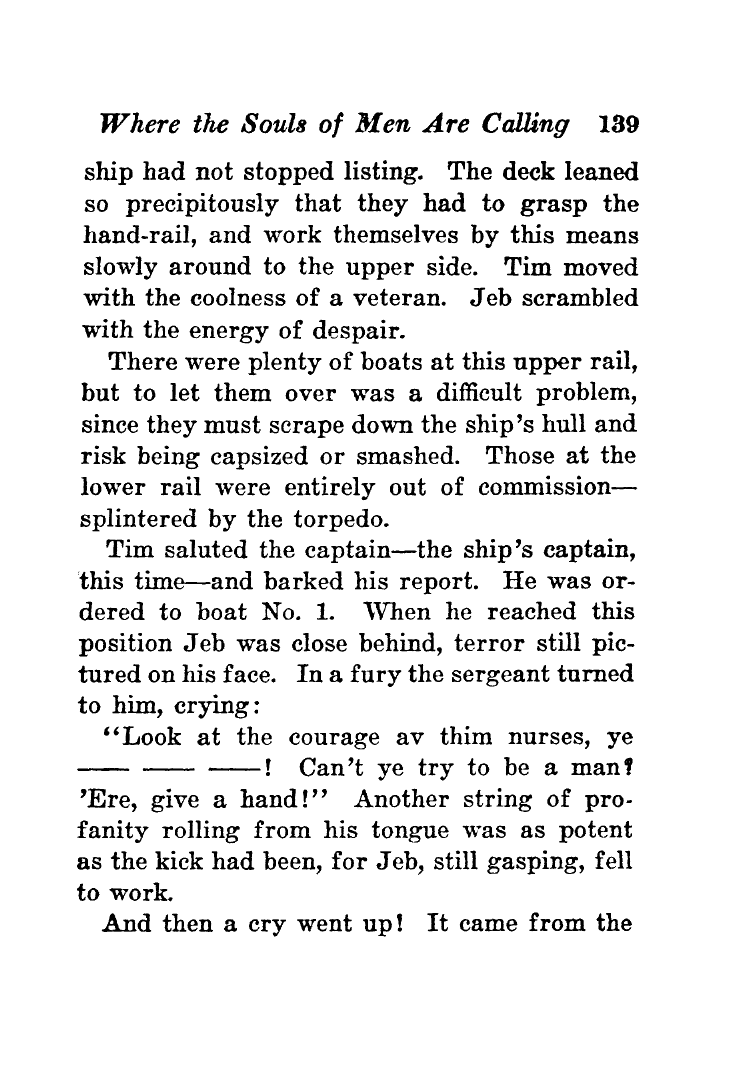 Where the Souls of Men Are Calling 139
ship had not stopped listing. The deck leaned
so precipitously that they had to grasp the
hand-rail, and work themselves by this means
slowly around to the upper side. Tim moved
with the coolness of a veteran. Jeb scrambled
with the energy of despair.
There were plenty of boats at this upper rail,
but to let them over was a difficult problem,
since they must scrape down the ship's hull and
risk being capsized or smashed. Those at the
lower rail were entirely out of commission—
splintered by the torpedo.
Tim saluted the captain—the ship's captain,
this time—and barked his report. He was or-
dered to boat No. 1. When he reached this
position Jeb was close behind, terror still pic-
tured on his face. In a fury the sergeant turned
to him, crying:
"Look at the courage av thim nurses, ye
—— —— ——! Can't ye try to be a man?
'Ere, give a hand!" Another string of pro-
fanity rolling from his tongue was as potent
as the kick had been, for Jeb, still gasping, fell
to work.
And then a cry went up! It came from the